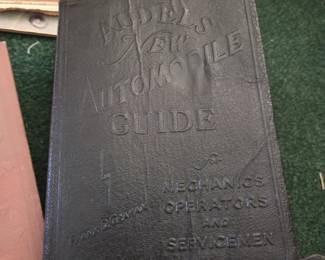 AUDELS
NEW
AUTOMOBILE
GUIDE
for
MECHANICS
OPERATORS
AND
SERVICEMEN